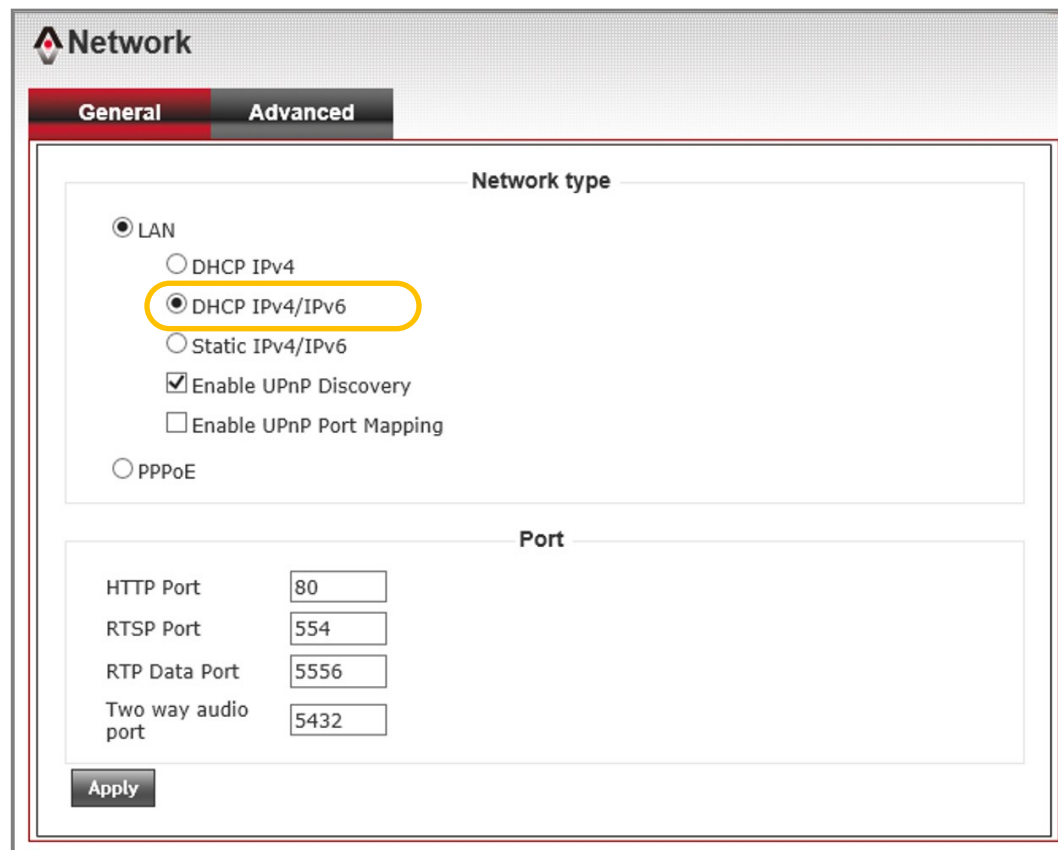 Network
General Advanced
Network type
LAN
DHCP IPv4
DHCP IPv4/IPv6
Static IPv4/IPv6
Enable UPnP Discovery
Enable UPnP Port Mapping
PPPoE
Port
HTTP Port 80
RTSP Port 554
RTP Data Port 5556
Two way audio
port 5432
Apply